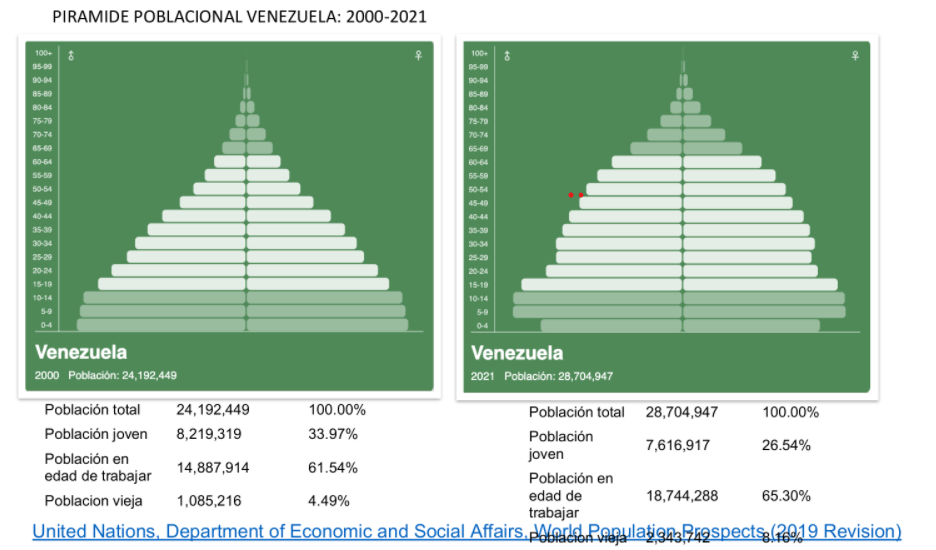 PIRAMIDE POBLACIONAL VENEZUELA: 2000-2021
100+
95-99
90-94
85-89
80-84
75-79
70-74
65-69
60-64
55-59
50-54
45-49
40-44
35-39
30-34
25-29
20-24
15-19
10-14
5-9
0-4
Venezuela
2000 Población: 24,192,449
100+
95-99
90-94
85-89
80-84
75-79
70-74
65-69
60-64
55-59
50-54
45-49
40-44
35-39
30-34
25-29
20-24
15-19
10-14
5-9
0-4
Venezuela
2021 Población: 28,704,947
Población total 24,192,449 100.00%
Población joven 8,219,319 33.97%
Población en
edad de trabajar 14,887,914 61.54%
Poblacion vieja 1,085,216 4.49%
Población total 28,704,947 100.00%
Población
joven 7,616,917 26.54%
Población en
edad de
trabajar 18,744,288 65.30%
Poblacion vieja 2,343,742 8.16%
United Nations, Department of Economic and Social Affairs, World Population Prospects (2019 Revision)